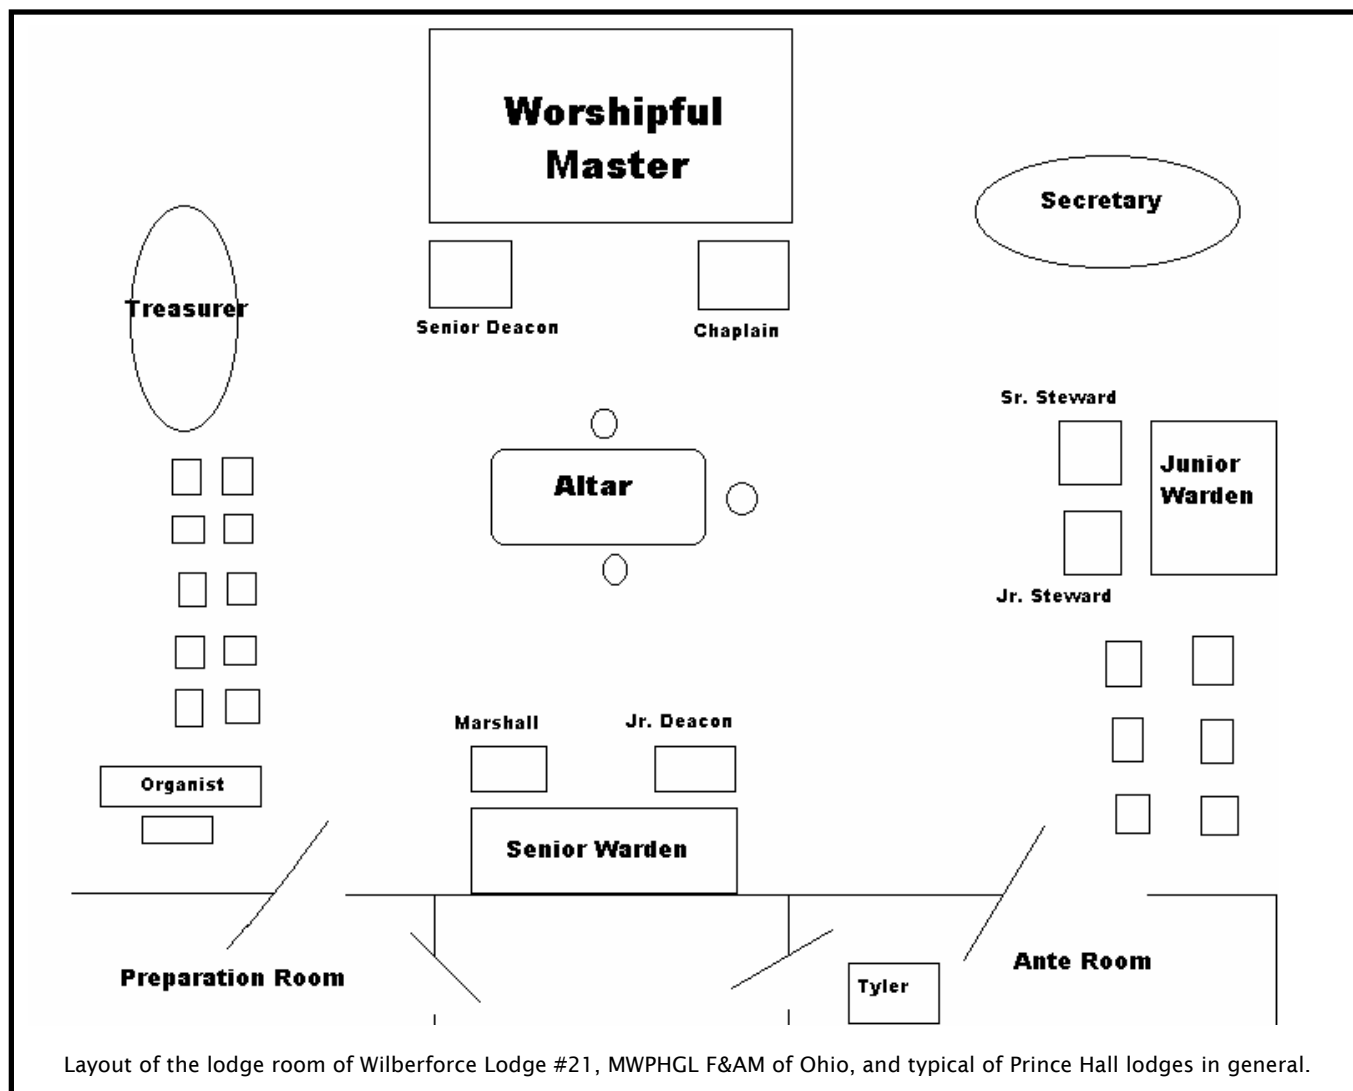 Worshipful
Master
Secretary
Treasurer
Senior Deacon
Chaplain
Sr. Steward
Altar
Junior
Warden
Jr. Steward
Marshall
Jr. Deacon
Organist
Senior Warden
Preparation Room
Ante Room
Tyler
Layout of the lodge room of Wilberforce Lodge #21, MWPHGL F&AM of Ohio, and typical of Prince Hall lodges in general.